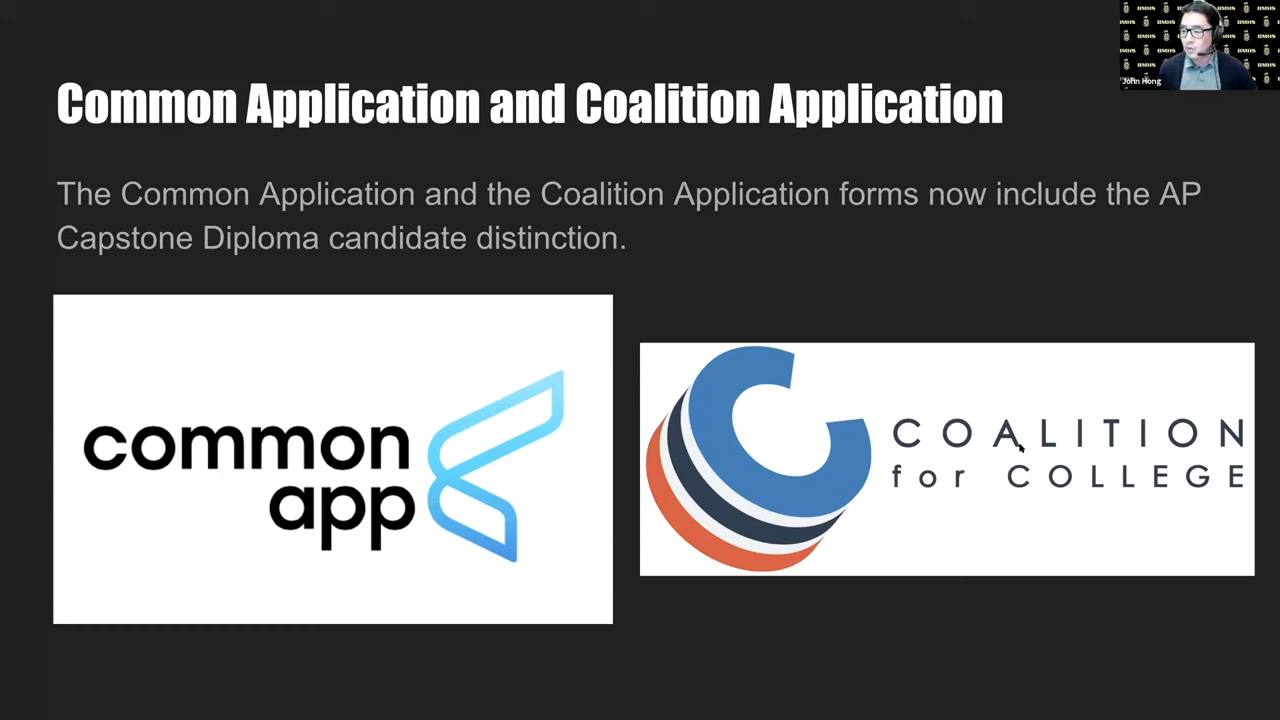 Common Application and Coalition Application
The Common Application and the Coalition Application forms now include the AP
Capstone Diploma candidate distinction.
common
app
COALITION
for COLLEGE
BMHS
John Hong